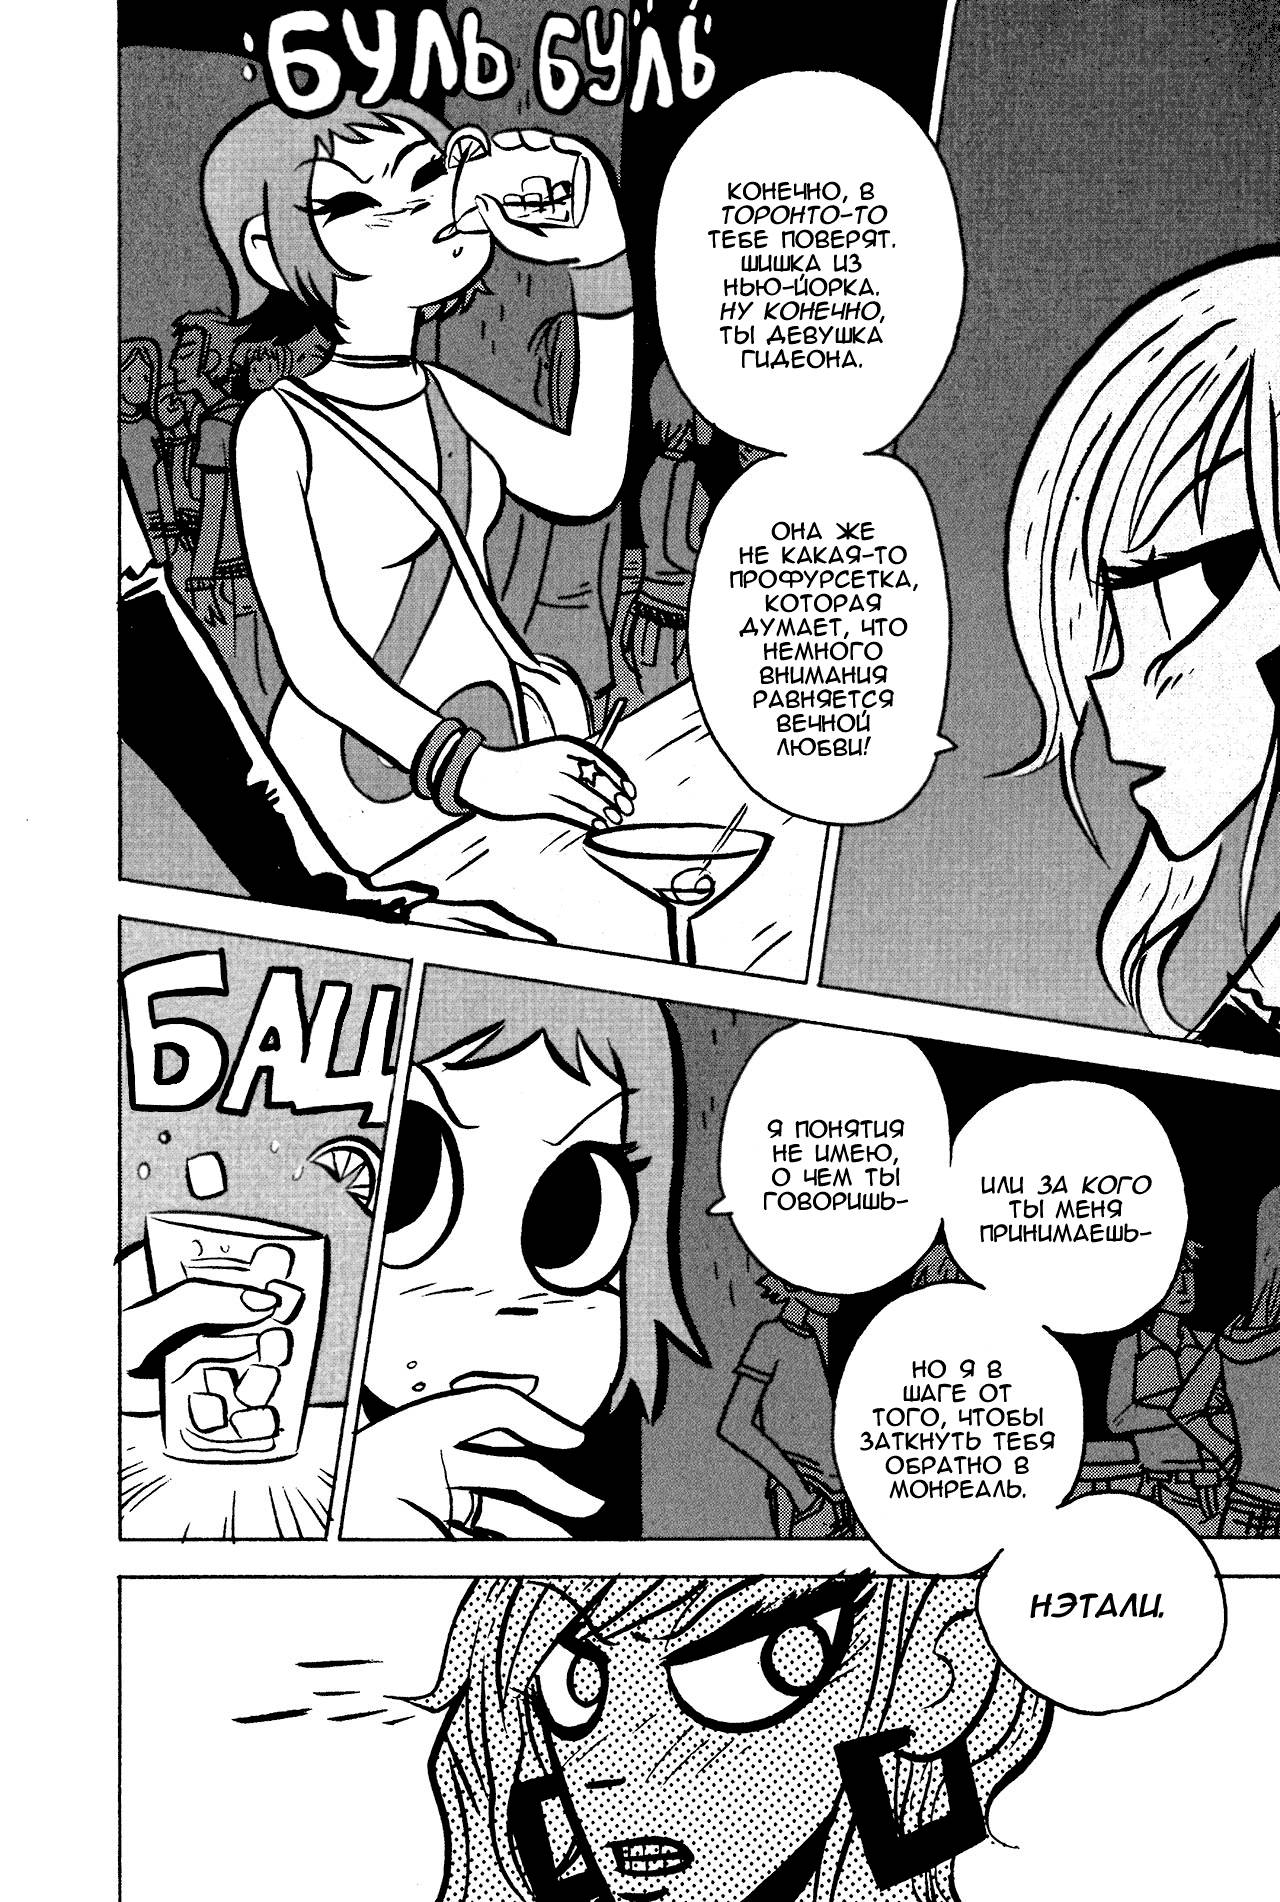 БУЛЬ БУЛЬ
КОНЕЧНО, В
ТОРОНТО-ТО
ТЕБЕ ПОВЕРЯТ.
ШИШКА ИЗ
НЬЮ-ЙОРКА.
НУ КОНЕЧНО,
ТЫ ДЕВУШКА
ГИДЕОНА.
ОНА ЖЕ
НЕ КАКАЯ-ТО
ПРОФУРСЕТКА,
КОТОРАЯ
ДУМАЕТ, ЧТО
НЕМНОГО
ВНИМАНИЯ
РАВНЯЕТСЯ
ВЕЧНОЙ
ЛЮБВИ!
БАЦ
Я ПОНЯТИЯ
НЕ ИМЕЮ,
О ЧЕМ ТЫ
ГОВОРИШЬ-
ИЛИ ЗА КОГО
ТЫ МЕНЯ
ПРИНИМАЕШЬ-
НО Я В
ШАГЕ ОТ
ТОГО, ЧТОБЫ
ЗАТКНУТЬ ТЕБЯ
ОБРАТНО В
МОНРЕАЛЬ.
НЭТАЛИ.